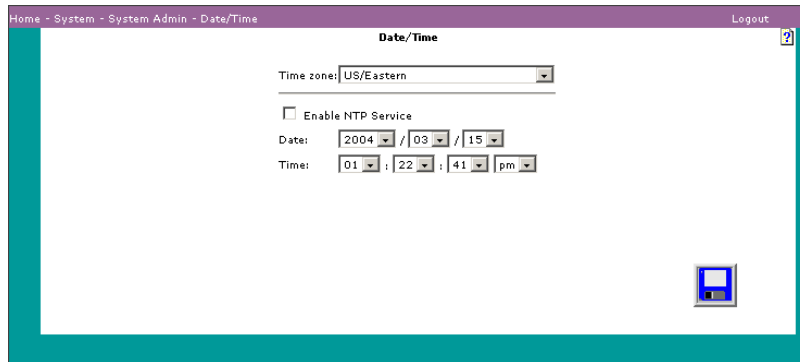 Home - System - System Admin - Date/Time Logout
Date/Time
?
Time zone: US/Eastern
Enable NTP Service
Date: 2004 / 03 / 15
Time: 01 : 22 : 41 pm